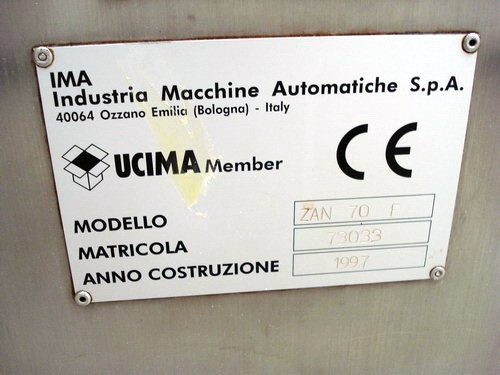 IMA
Industria Macchine Automatiche S.p.A.
40064 Ozzano Emilia (Bologna) - Italy
UCIMA Member CE
MODELLO ZAN 70 F
MATRICOLA 73033
ANNO COSTRUZIONE 1997